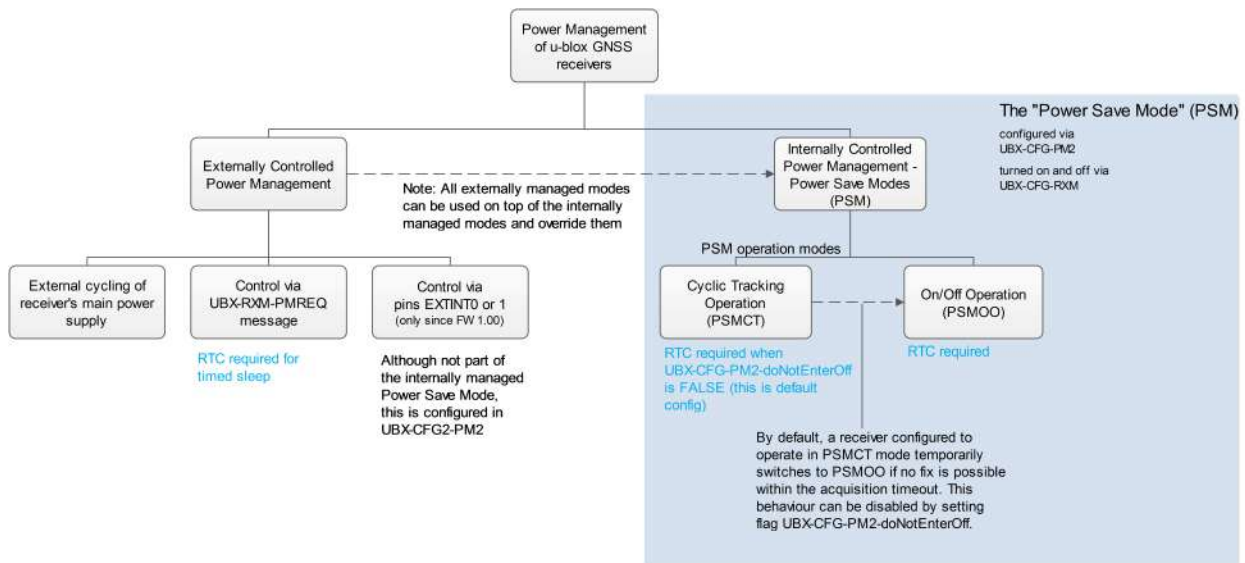 Power Management
of u-blox GNSS
receivers
The "Power Save Mode" (PSM)
configured via
UBX-CFG-PM2
turned on and off via
UBX-CFG-RXM
Externally Controlled
Power Management
Note: All externally managed modes
can be used on top of the internally
managed modes and override them
Internally Controlled
Power Management -
Power Save Modes
(PSM)
PSM operation modes
External cycling of
receiver's main power
supply
Control via
UBX-RXM-PMREQ
message
RTC required for
timed sleep
Control via
pins EXTINT0 or 1
(only since FW 1.00)
Although not part of
the internally managed
Power Save Mode,
this is configured in
UBX-CFG2-PM2
Cyclic Tracking
Operation
(PSMCT)
RTC required when
UBX-CFG-PM2-doNotEnterOff
is FALSE (this is default
config)
On/Off Operation
(PSMOO)
RTC required
By default, a receiver configured to
operate in PSMCT mode temporarily
switches to PSMOO if no fix is possible
within the acquisition timeout. This
behaviour can be disabled by setting
flag UBX-CFG-PM2-doNotEnterOff.